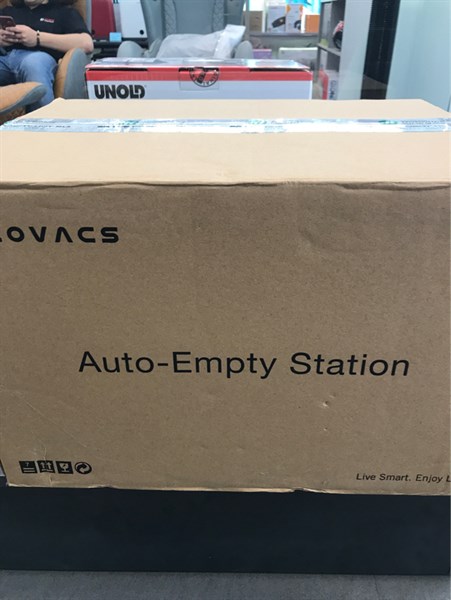 UNOLD
OVACS
Auto-Empty Station
Live Smart. Enjoy L